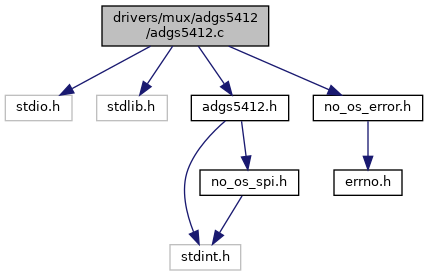 drivers/mux/adgs5412
/adgs5412.c
stdio.h
stdlib.h
adgs5412.h
no_os_error.h
no_os_spi.h
errno.h
stdint.h